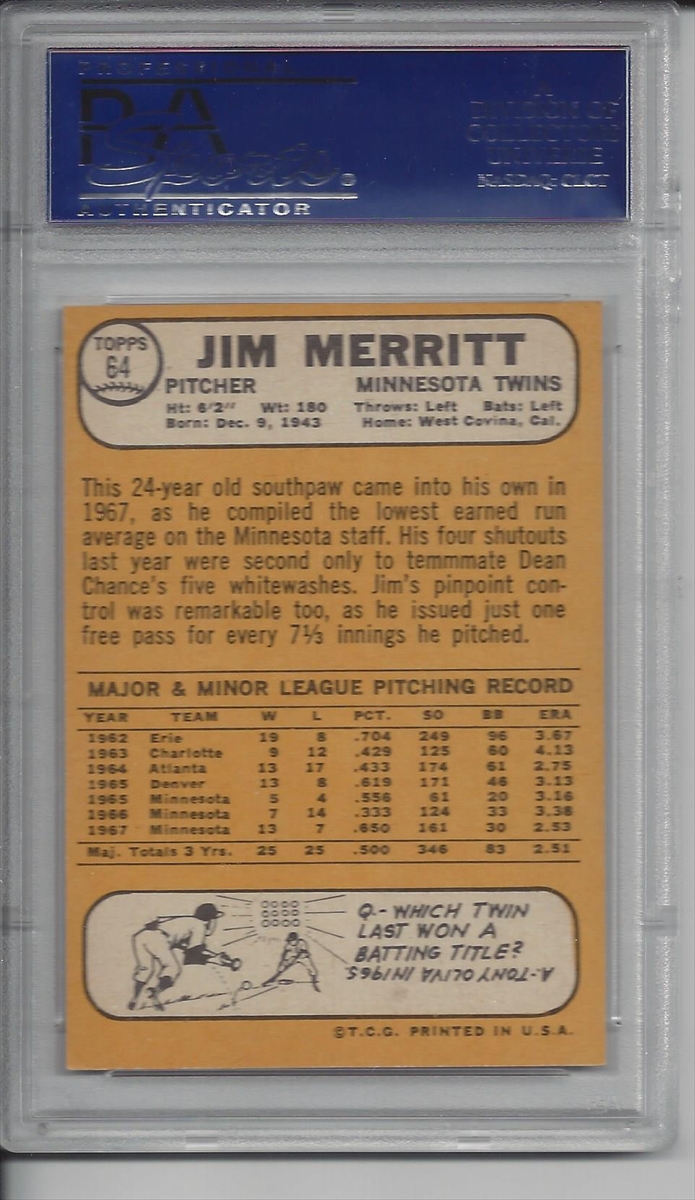 PROFESSIONAL
PSA
Sports®
AUTHENTICATOR
A
DIVISION OF
COLLECTORS
UNIVERSE
NASDAQ: CLCT
TOPPS
64
JIM MERRITT
PITCHER MINNESOTA TWINS
Ht: 6'2" Wt: 180 Throws: Left Bats: Left
Born: Dec. 9, 1943 Home: West Covina, Cal.
This 24-year old southpaw came into his own in
1967, as he compiled the lowest earned run
average on the Minnesota staff. His four shutouts
last year were second only to temmmate Dean
Chance's five whitewashes. Jim's pinpoint con-
trol was remarkable too, as he issued just one
free pass for every 7⅓ innings he pitched.
MAJOR & MINOR LEAGUE PITCHING RECORD
YEAR TEAM W L PCT. SO BB ERA
1962 Erie 19 8 .704 249 96 3.67
1963 Charlotte 9 12 .429 125 60 4.13
1964 Atlanta 13 17 .433 174 61 2.75
1965 Denver 13 8 .619 171 46 3.13
1965 Minnesota 5 4 .556 61 20 3.16
1966 Minnesota 7 14 .333 124 33 3.38
1967 Minnesota 13 7 .650 161 30 2.53
Maj. Totals 3 Yrs. 25 25 .500 346 83 2.51
Q.- WHICH TWIN
LAST WON A
BATTING TITLE?
A.-TONY OLIVA IN 1965
©T.C.G. PRINTED IN U.S.A.